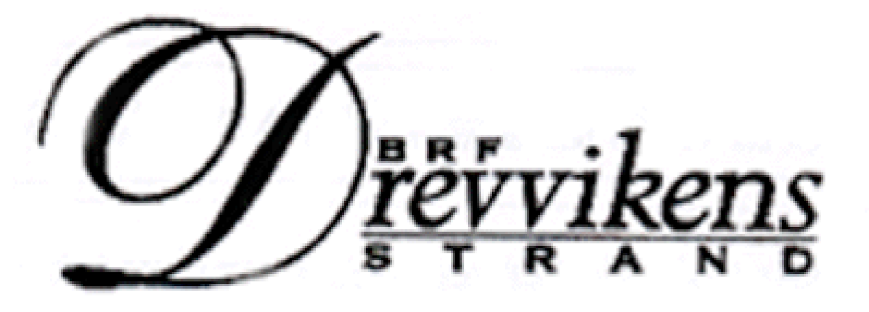 BRF
Drevvikens
STRAND